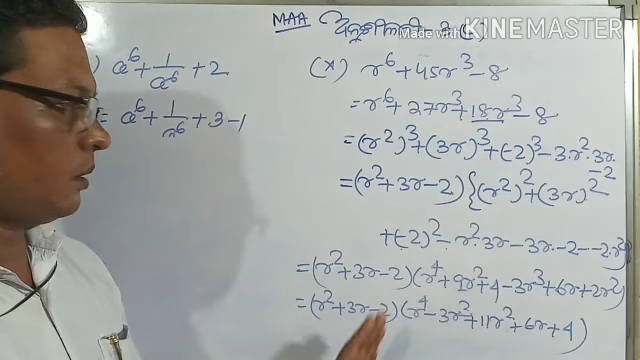 MAA ଅନୁଶୀଳନୀ
Made With KINEMASTER
) a⁶ + 1/a⁶ + 2
= a⁶ + 1/a⁶ + 3 - 1
(x) r⁶ + 45r³ - 8
= r⁶ + 27r³ + 18r³ - 8
= (r²)³ + (3r)³ + (-2)³ - 3·r²·3r·-2
= (r² + 3r - 2) {(r²)² + (3r)²
+ (-2)² - r²·3r - 3r·-2 - -2·r²}
= (r² + 3r - 2)(r⁴ + 9r² + 4 - 3r³ + 6r + 2r²)
= (r² + 3r - 2)(r⁴ - 3r² + 11r² + 6r + 4)